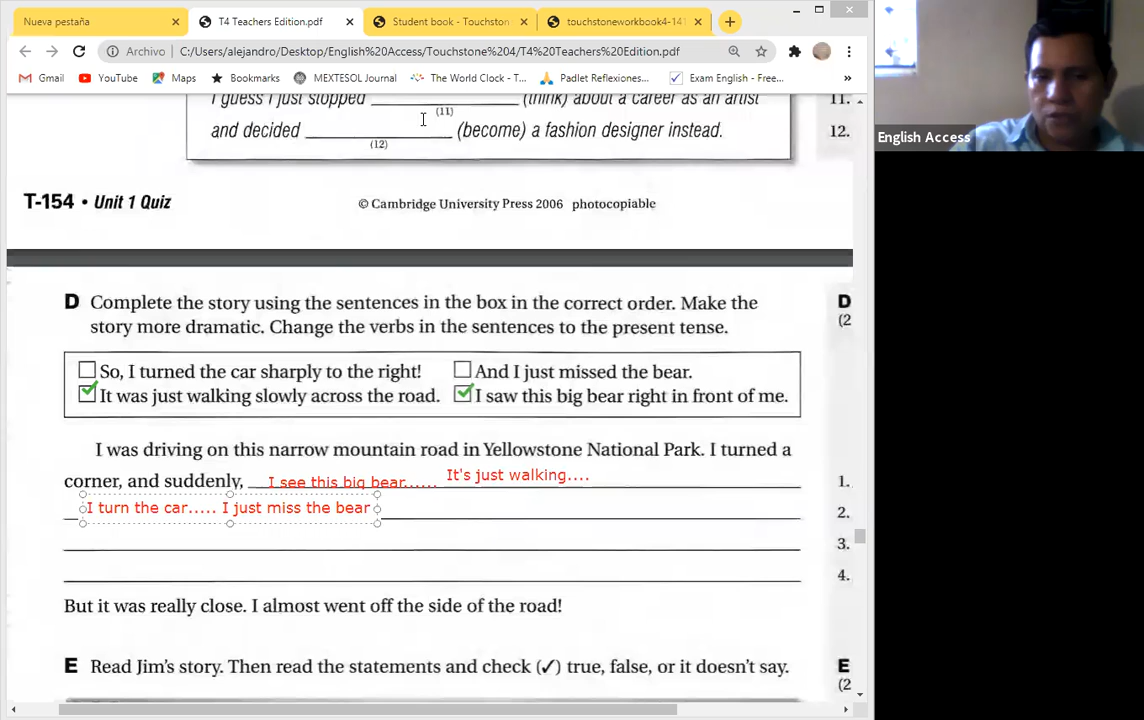 Nueva pestaña
T4 Teachers Edition.pdf
Student book - Touchston
touchstoneworkbook4-141
Archivo
C:/Users/alejandro/Desktop/English%20Access/Touchstone%204/T4%20Teachers%20Edition.pdf
Gmail
YouTube
Maps
Bookmarks
MEXTESOL Journal
The World Clock - T...
Padlet Reflexiones...
Exam English - Free...
»
I guess I just stopped ____________ (think) about a career as an artist
(11)
11.
and decided ____________ (become) a fashion designer instead.
(12)
12.
English Access
T-154 • Unit 1 Quiz
© Cambridge University Press 2006 photocopiable
D Complete the story using the sentences in the box in the correct order. Make the
story more dramatic. Change the verbs in the sentences to the present tense.
D
(2
So, I turned the car sharply to the right!
And I just missed the bear.
It was just walking slowly across the road.
I saw this big bear right in front of me.
I was driving on this narrow mountain road in Yellowstone National Park. I turned a
corner, and suddenly, I see this big bear...... It's just walking....
1.
I turn the car..... I just miss the bear
2.
3.
4.
But it was really close. I almost went off the side of the road!
E Read Jim's story. Then read the statements and check (✓) true, false, or it doesn't say.
E
(2